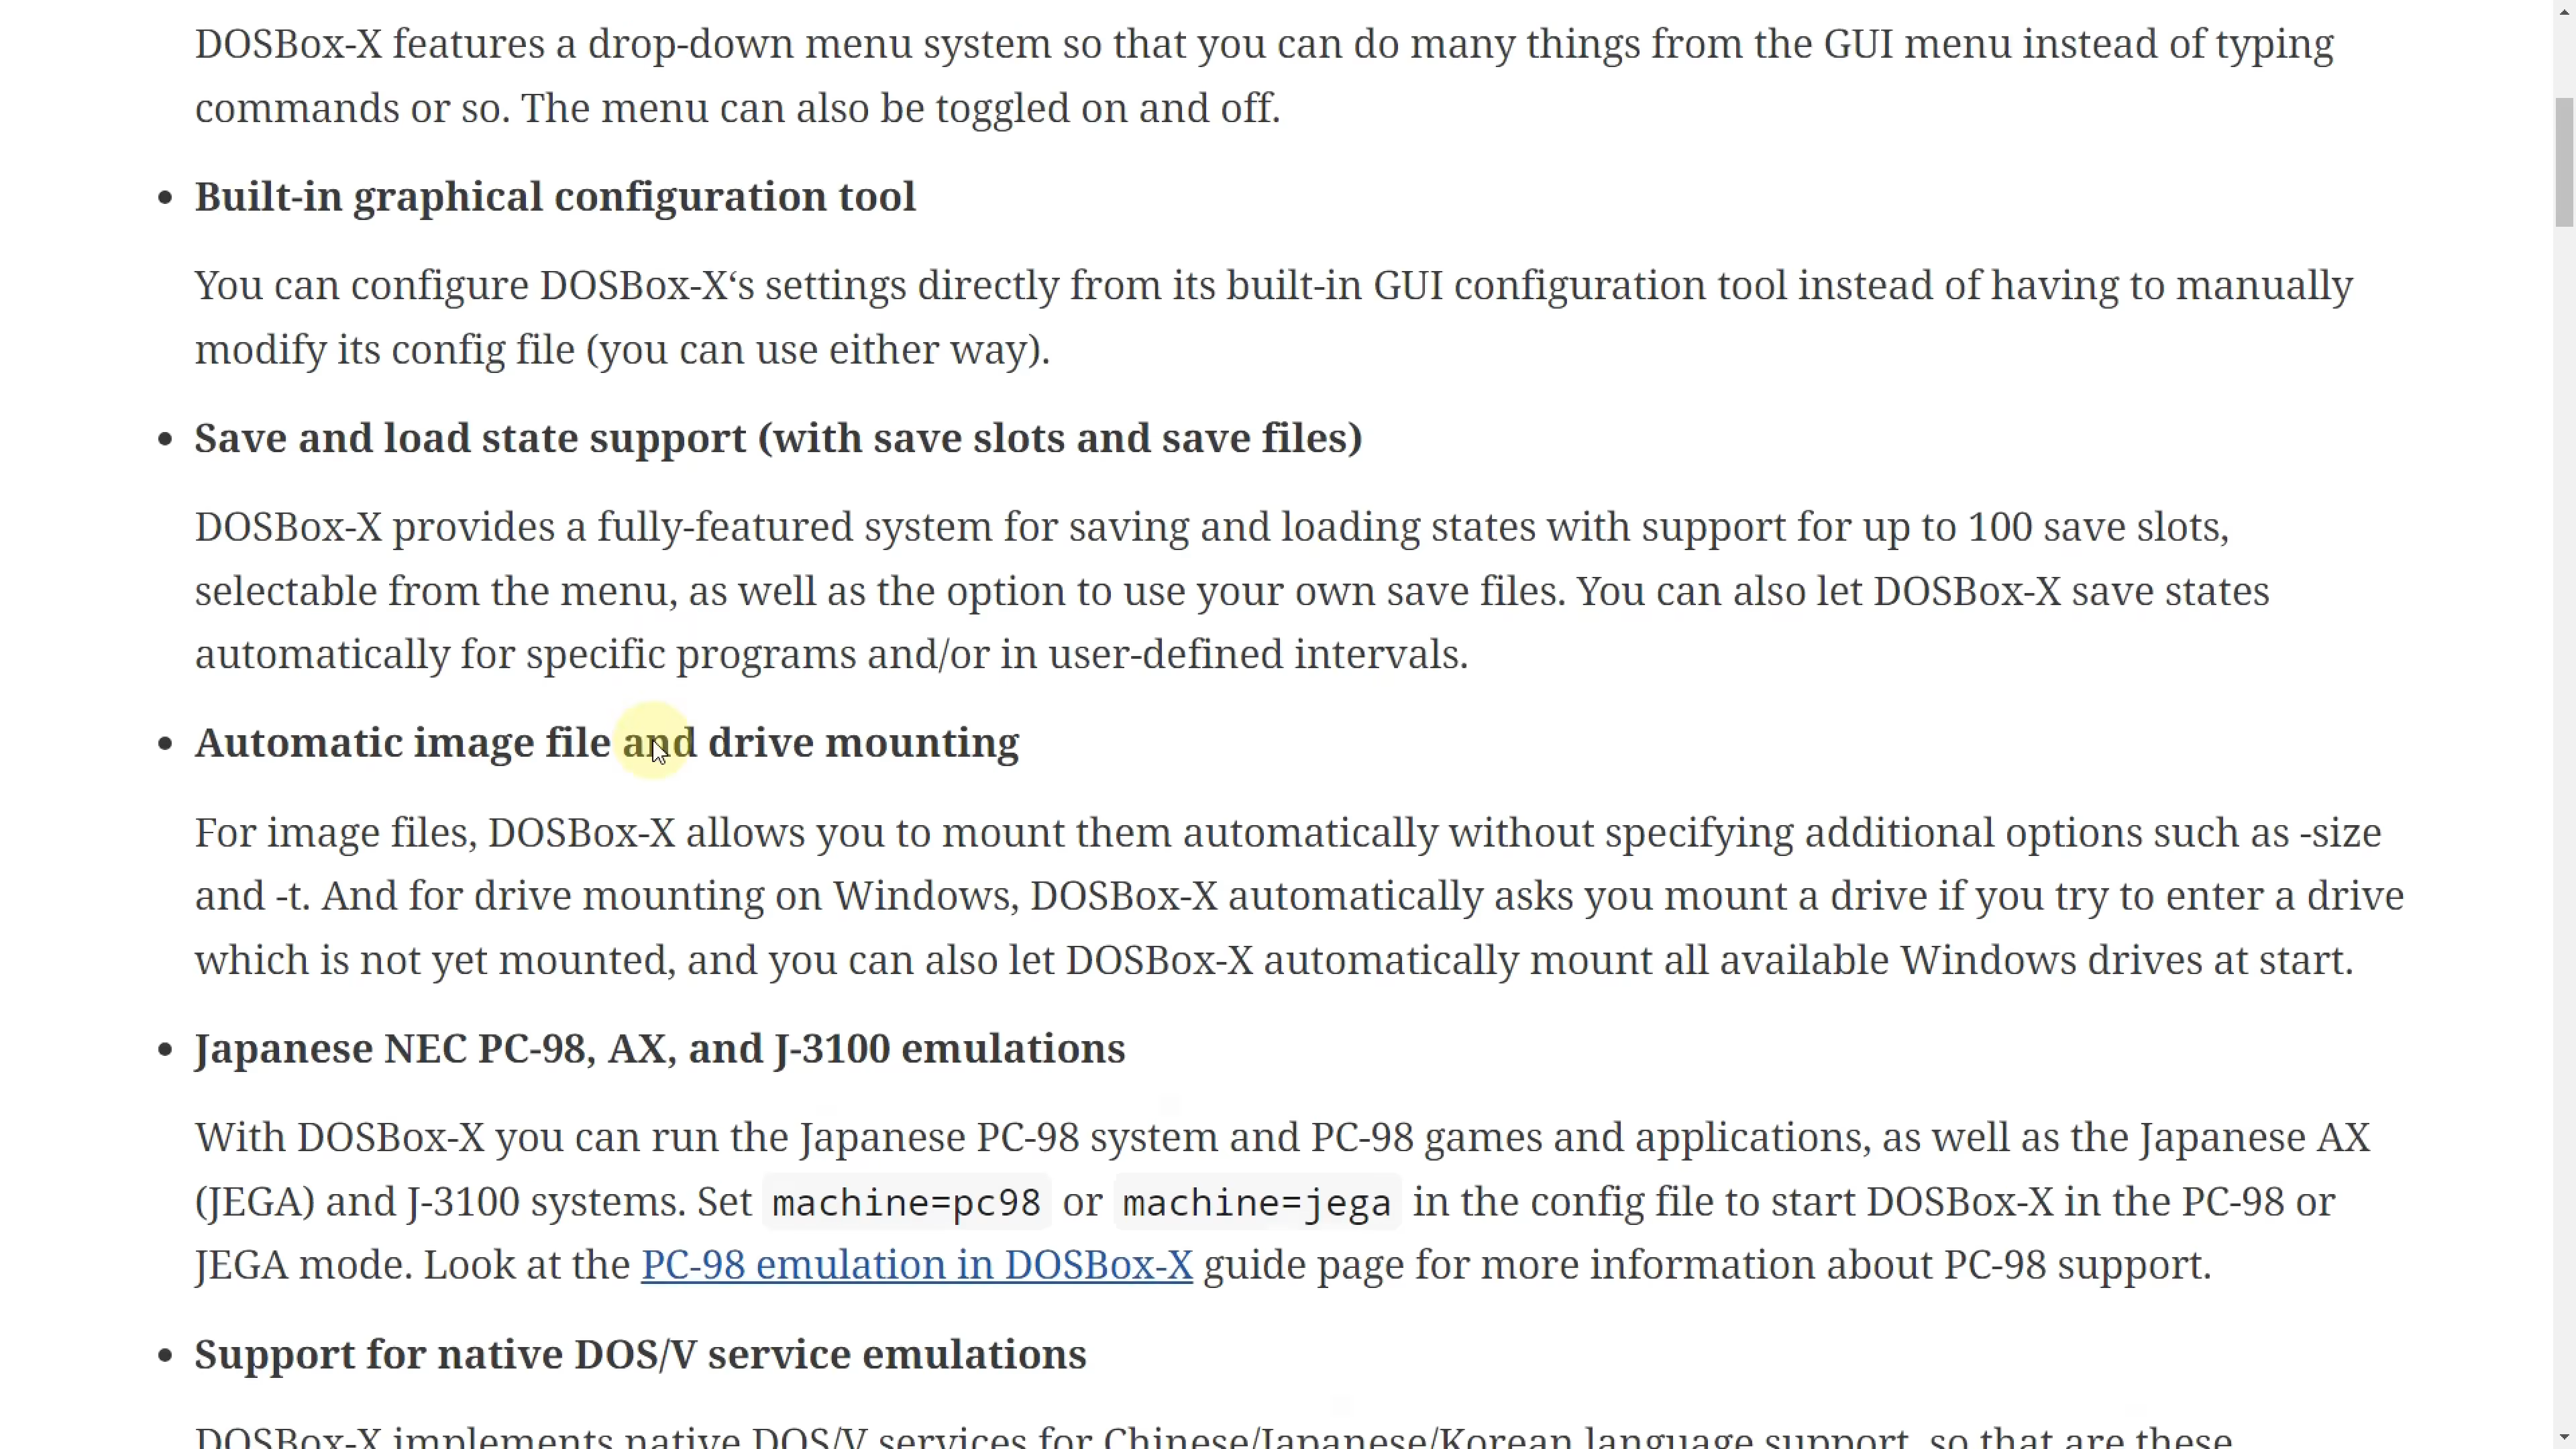 DOSBox-X features a drop-down menu system so that you can do many things from the GUI menu instead of typing
commands or so. The menu can also be toggled on and off.
• Built-in graphical configuration tool
You can configure DOSBox-X‘s settings directly from its built-in GUI configuration tool instead of having to manually
modify its config file (you can use either way).
• Save and load state support (with save slots and save files)
DOSBox-X provides a fully-featured system for saving and loading states with support for up to 100 save slots,
selectable from the menu, as well as the option to use your own save files. You can also let DOSBox-X save states
automatically for specific programs and/or in user-defined intervals.
• Automatic image file and drive mounting
For image files, DOSBox-X allows you to mount them automatically without specifying additional options such as -size
and -t. And for drive mounting on Windows, DOSBox-X automatically asks you mount a drive if you try to enter a drive
which is not yet mounted, and you can also let DOSBox-X automatically mount all available Windows drives at start.
• Japanese NEC PC-98, AX, and J-3100 emulations
With DOSBox-X you can run the Japanese PC-98 system and PC-98 games and applications, as well as the Japanese AX
(JEGA) and J-3100 systems. Set machine=pc98 or machine=jega in the config file to start DOSBox-X in the PC-98 or
JEGA mode. Look at the PC-98 emulation in DOSBox-X guide page for more information about PC-98 support.
• Support for native DOS/V service emulations
DOSBox-X implements native DOS/V services for Chinese/Japanese/Korean language support, so that are these